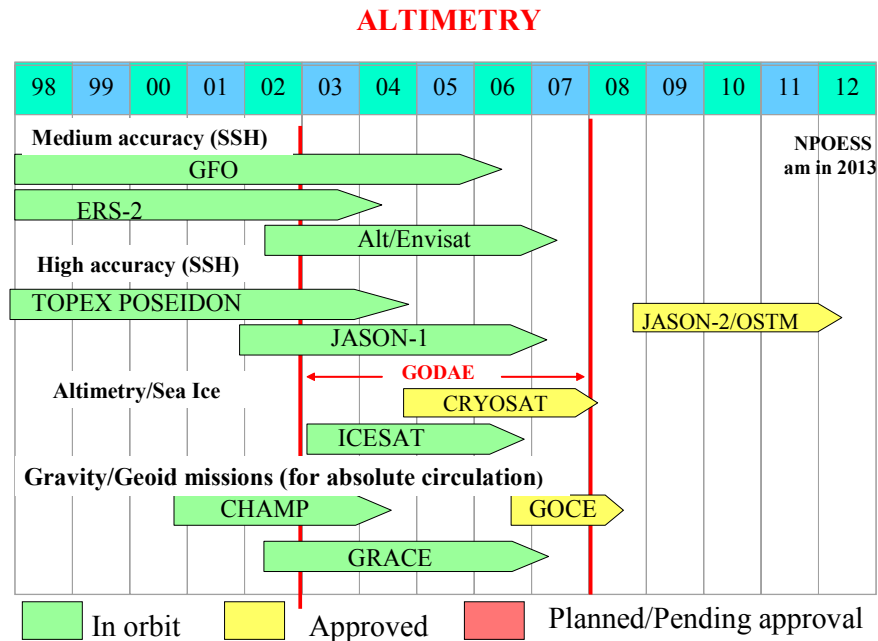 ALTIMETRY
98 99 00 01 02 03 04 05 06 07 08 09 10 11 12
Medium accuracy (SSH)
NPOESS
am in 2013
GFO
ERS-2
Alt/Envisat
High accuracy (SSH)
TOPEX POSEIDON
JASON-2/OSTM
JASON-1
GODAE
Altimetry/Sea Ice
CRYOSAT
ICESAT
Gravity/Geoid missions (for absolute circulation)
CHAMP
GOCE
GRACE
In orbit
Approved
Planned/Pending approval